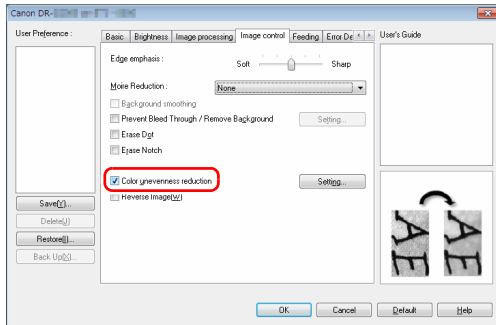 Canon DR-
User Preference :
Basic Brightness Image processing Image control Feeding Error De
User's Guide
Edge emphasis :
Soft
Sharp
Moire Reduction :
None
Background smoothing
Prevent Bleed Through / Remove Background
Setting...
Erase Dot
Erase Notch
Color unevenness reduction
Setting...
Reverse Image(W)
Save(Y)...
Delete(J)
Restore(I)...
Back Up(X)...
AE
AE
OK
Cancel
Default
Help